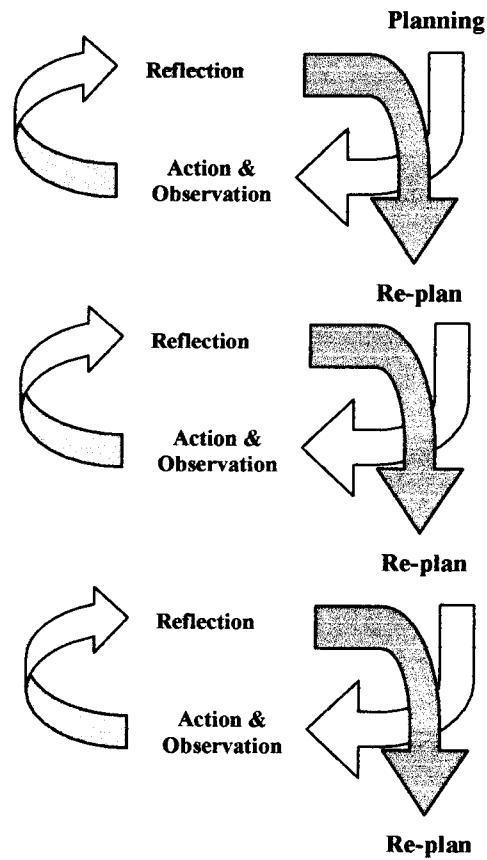 Planning
Reflection
Action &
Observation
Re-plan
Reflection
Action &
Observation
Re-plan
Reflection
Action &
Observation
Re-plan